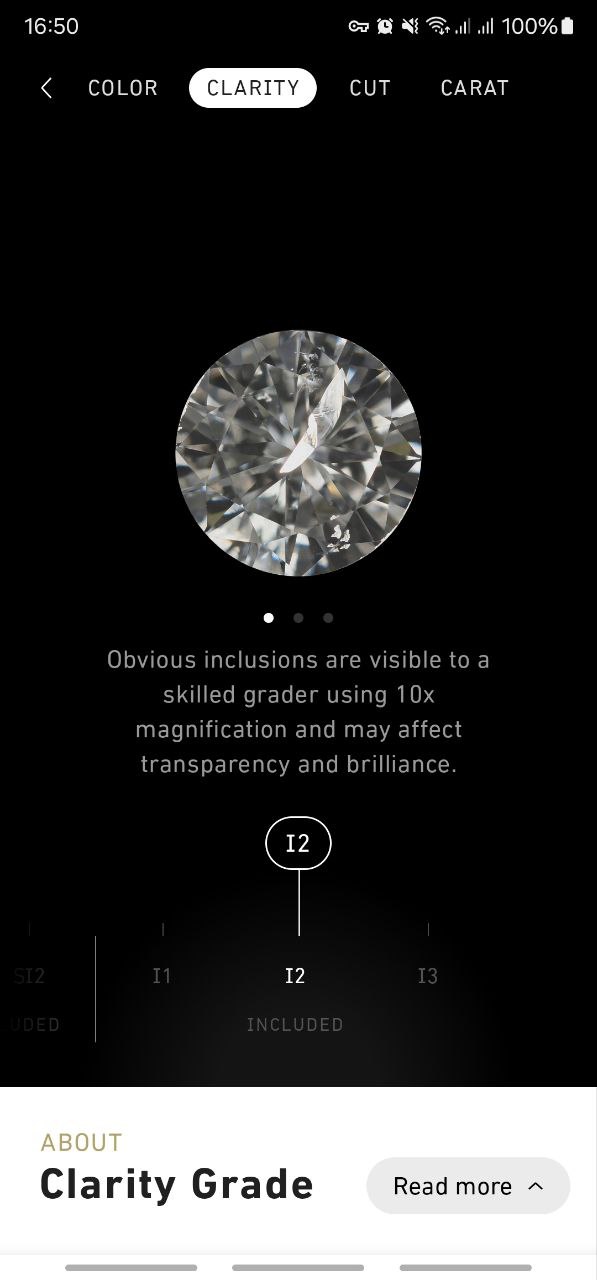 16:50 100%
COLOR CLARITY CUT CARAT
Obvious inclusions are visible to a
skilled grader using 10x
magnification and may affect
transparency and brilliance.
I2
SI2 I1 I2 I3
UDED INCLUDED
ABOUT
Clarity Grade
Read more